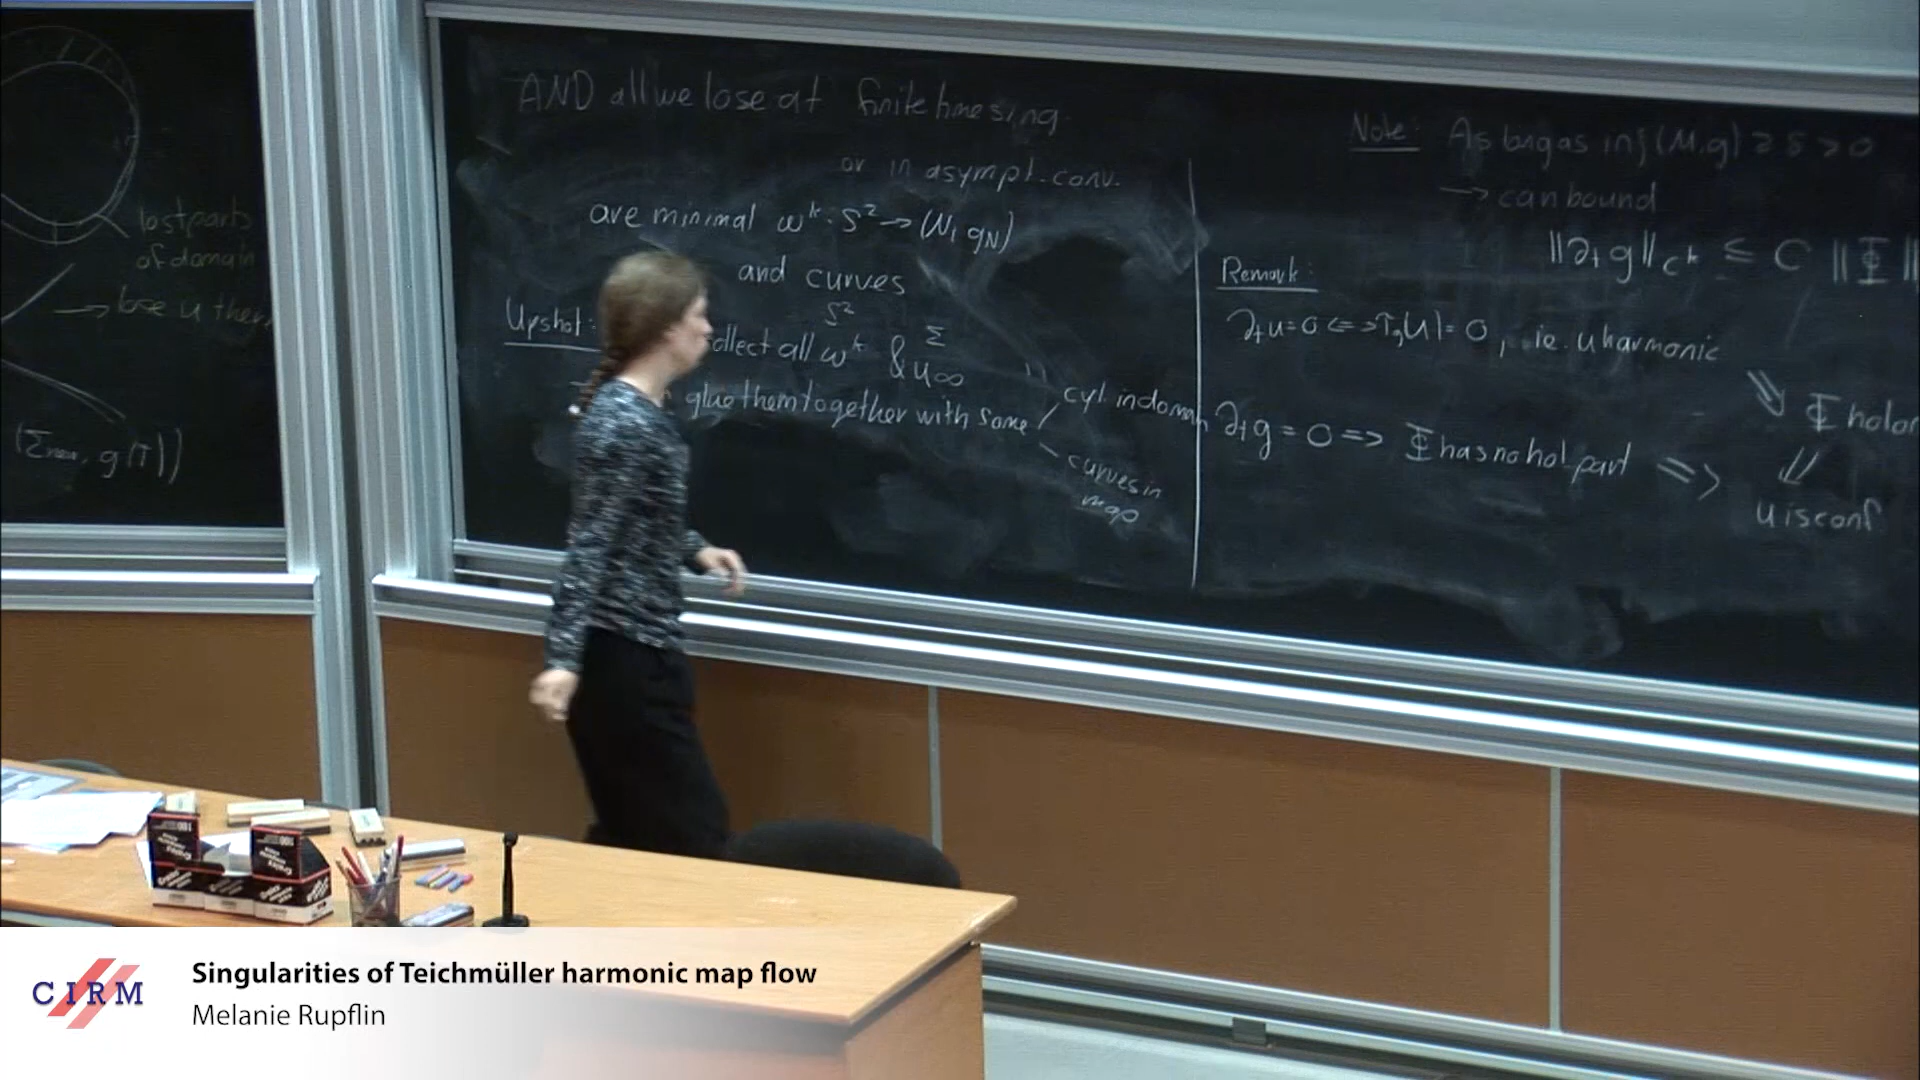 lost parts
of domain
→ lose u there
(Σ, g(T))
AND all we lose at finite time sing.
or in asympt. conv.
are minimal ω^k: S² → (N, g_N)
and curves
Upshot:
S²
Σ
collect all ω^k & u∞
glue them together with some
cyl. in domain
curves in
map
Note: As long as inj(M,g) ≥ δ > 0
→ can bound
||∂_t g||_{C^k} ≤ C ||Φ||
Remark:
∂_t u = 0 <=> τ_g(u) = 0, i.e. u harmonic
⇓ Φ holo
∂_t g = 0 => Φ has no hol. part =>
⇓
u is conf
CIRM
Singularities of Teichmüller harmonic map flow
Melanie Rupflin